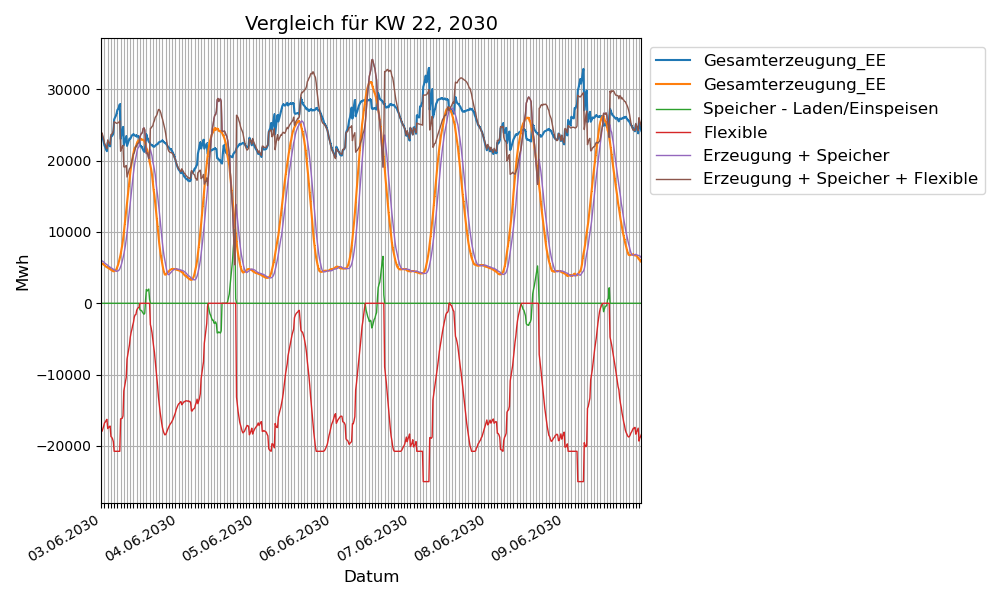 Vergleich für KW 22, 2030
Gesamterzeugung_EE
Gesamterzeugung_EE
Speicher - Laden/Einspeisen
Flexible
Erzeugung + Speicher
Erzeugung + Speicher + Flexible
Mwh
30000
20000
10000
0
−10000
−20000
03.06.2030
04.06.2030
05.06.2030
06.06.2030
07.06.2030
08.06.2030
09.06.2030
Datum